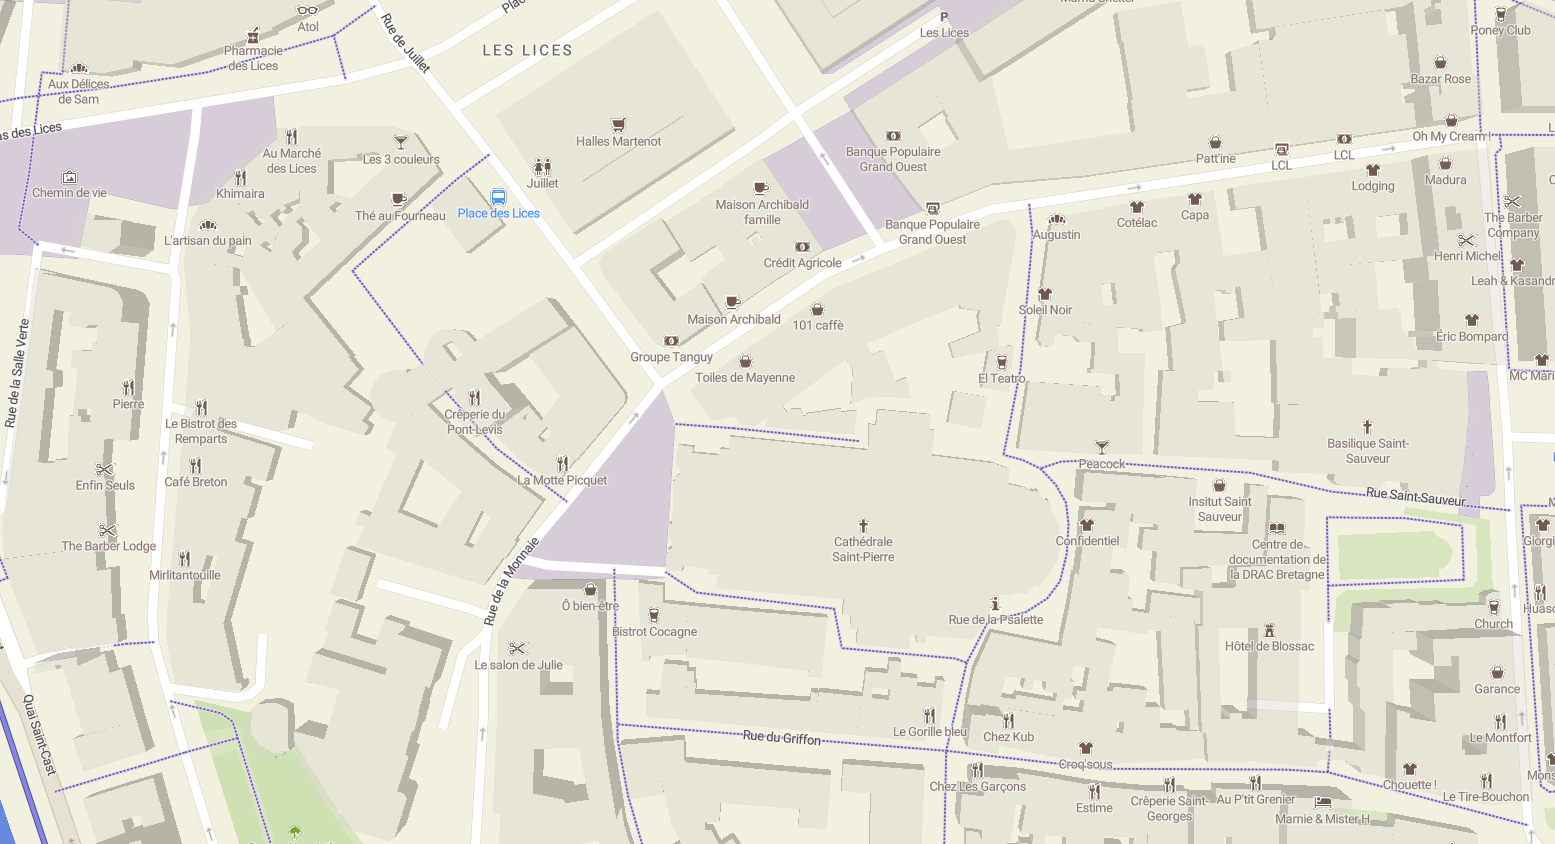 Atol
Pharmacie
des Lices
Aux Délices
de Sam
as des Lices
Rue de Juillet
Plac
LES LICES
P
Les Lices
Poney Club
Bazar Rose
Oh My Cream !
Halles Martenot
Juillet
Au Marché
des Lices
Les 3 couleurs
Khimaira
Chemin de vie
Thé au Fourneau
Place des Lices
L'artisan du pain
Banque Populaire
Grand Ouest
Maison Archibald
famille
Banque Populaire
Grand Ouest
Crédit Agricole
Patt'ine
LCL
LCL
Lodging
Madura
Cotélac
Capa
Augustin
The Barber
Company
Henri Michel
Leah & Kasandr
Soleil Noir
Maison Archibald
101 caffè
Groupe Tanguy
Toiles de Mayenne
El Teatro
Éric Bompard
MC Mari
Rue de la Salle Verte
Pierre
Le Bistrot des
Remparts
Crêperie du
Pont-Levis
Café Breton
Enfin Seuls
La Motte Picquet
Peacock
Basilique Saint-
Sauveur
Rue Saint-Sauveur
Insitut Saint
Sauveur
Confidentiel
Centre de
documentation de
la DRAC Bretagne
Giorgi
Cathédrale
Saint-Pierre
The Barber Lodge
Mirlitantouille
Rue de la Monnaie
Ô bien-être
Bistrot Cocagne
Rue de la Psalette
Huasc
Church
Hôtel de Blossac
Le salon de Julie
Garance
Quai Saint-Cast
Rue du Griffon
Le Gorille bleu
Chez Kub
Le Montfort
Croq'sous
Chez Les Garçons
Estime
Crêperie Saint-
Georges
Au P'tit Grenier
Marnie & Mister H
Chouette !
Le Tire-Bouchon
Mons